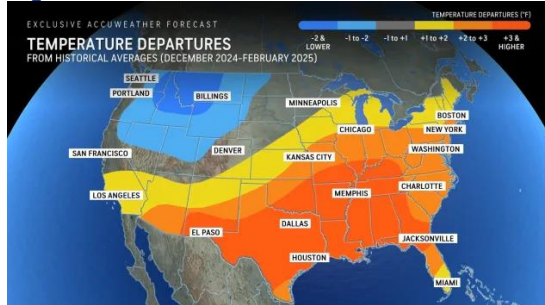 EXCLUSIVE ACCUWEATHER FORECAST
TEMPERATURE DEPARTURES
FROM HISTORICAL AVERAGES (DECEMBER 2024-FEBRUARY 2025)
TEMPERATURE DEPARTURES (°F)
-2 & LOWER
-1 to -2
-1 to +1
+1 to +2
+2 to +3
+3 & HIGHER
SEATTLE
PORTLAND
BILLINGS
MINNEAPOLIS
BOSTON
CHICAGO
NEW YORK
SAN FRANCISCO
DENVER
KANSAS CITY
WASHINGTON
LOS ANGELES
MEMPHIS
CHARLOTTE
EL PASO
DALLAS
JACKSONVILLE
HOUSTON
MIAMI